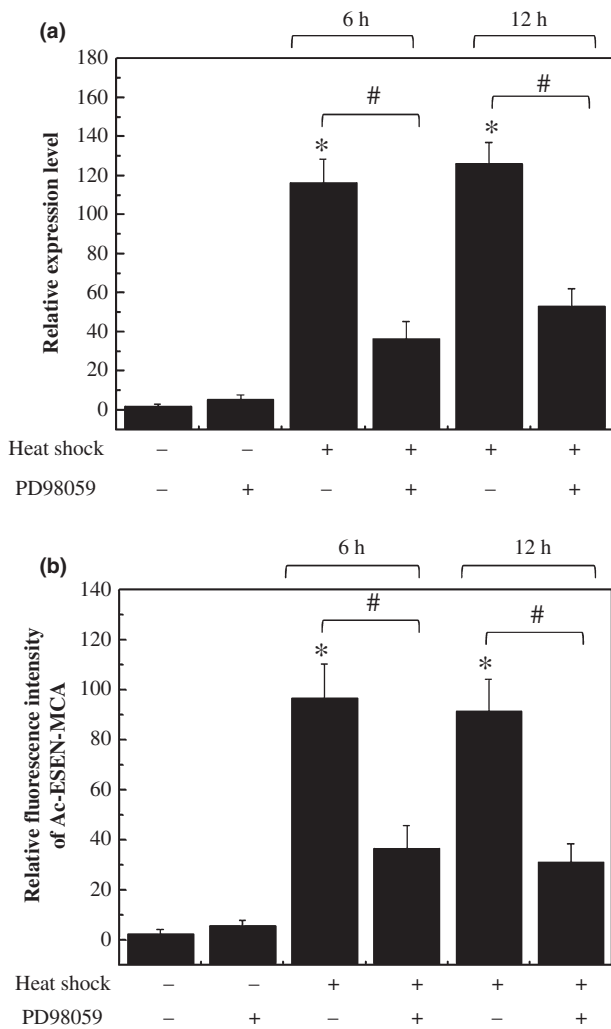 (a)
6 h
12 h
#
#
*
*
Relative expression level
180
160
140
120
100
80
60
40
20
0
Heat shock – – + + + +
PD98059 – + – + – +
(b)
6 h
12 h
#
#
*
*
Relative fluorescence intensity
of Ac-ESEN-MCA
140
120
100
80
60
40
20
0
Heat shock – – + + + +
PD98059 – + – + – +